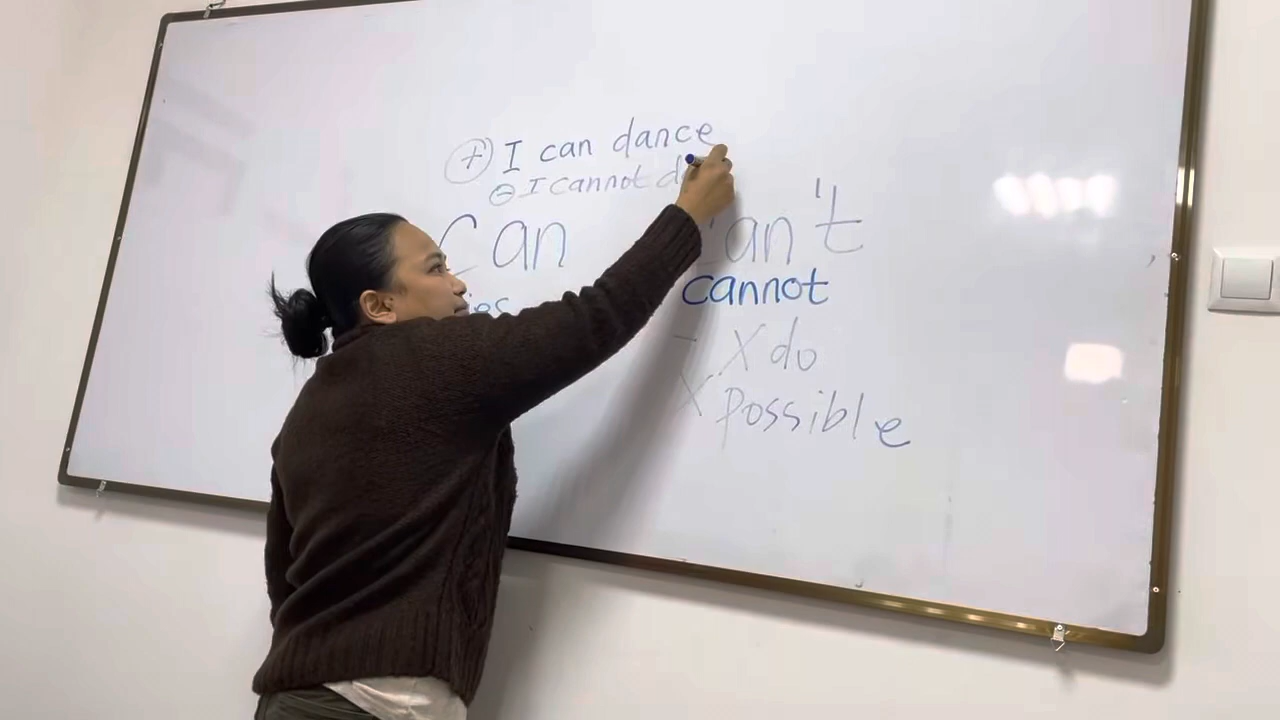 (+) I can dance
(-) I cannot
Can
can't
cannot
- X do
X possible